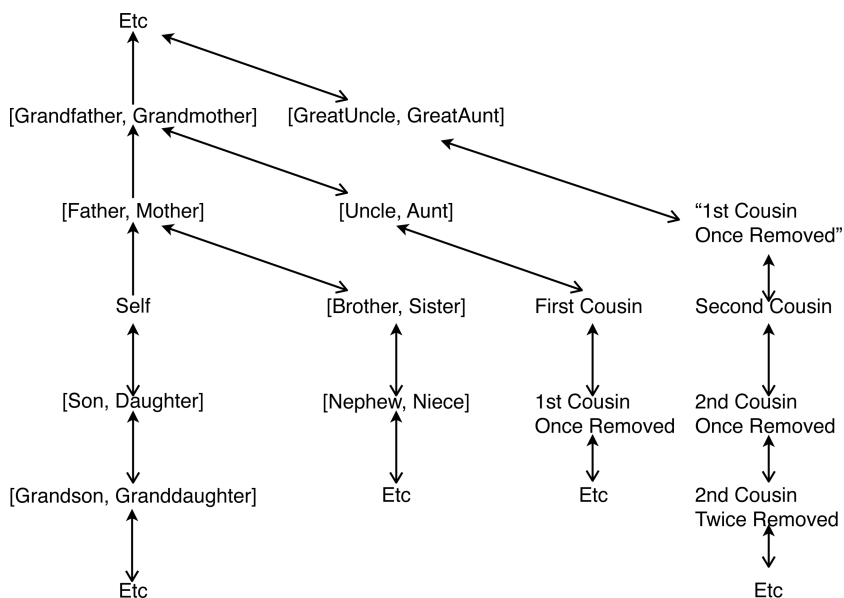 Etc
[Grandfather, Grandmother]
[GreatUncle, GreatAunt]
[Father, Mother]
[Uncle, Aunt]
“1st Cousin
Once Removed”
Self
[Brother, Sister]
First Cousin
Second Cousin
[Son, Daughter]
[Nephew, Niece]
1st Cousin
Once Removed
2nd Cousin
Once Removed
[Grandson, Granddaughter]
Etc
Etc
2nd Cousin
Twice Removed
Etc
Etc